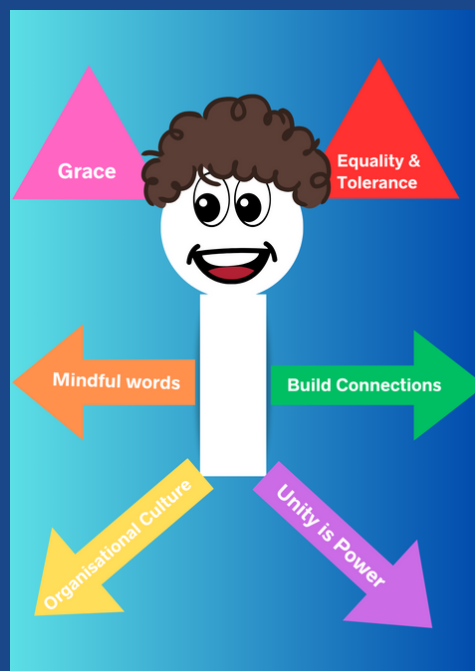 Grace
Equality &
Tolerance
Mindful words
Build Connections
Organisational Culture
Unity is Power